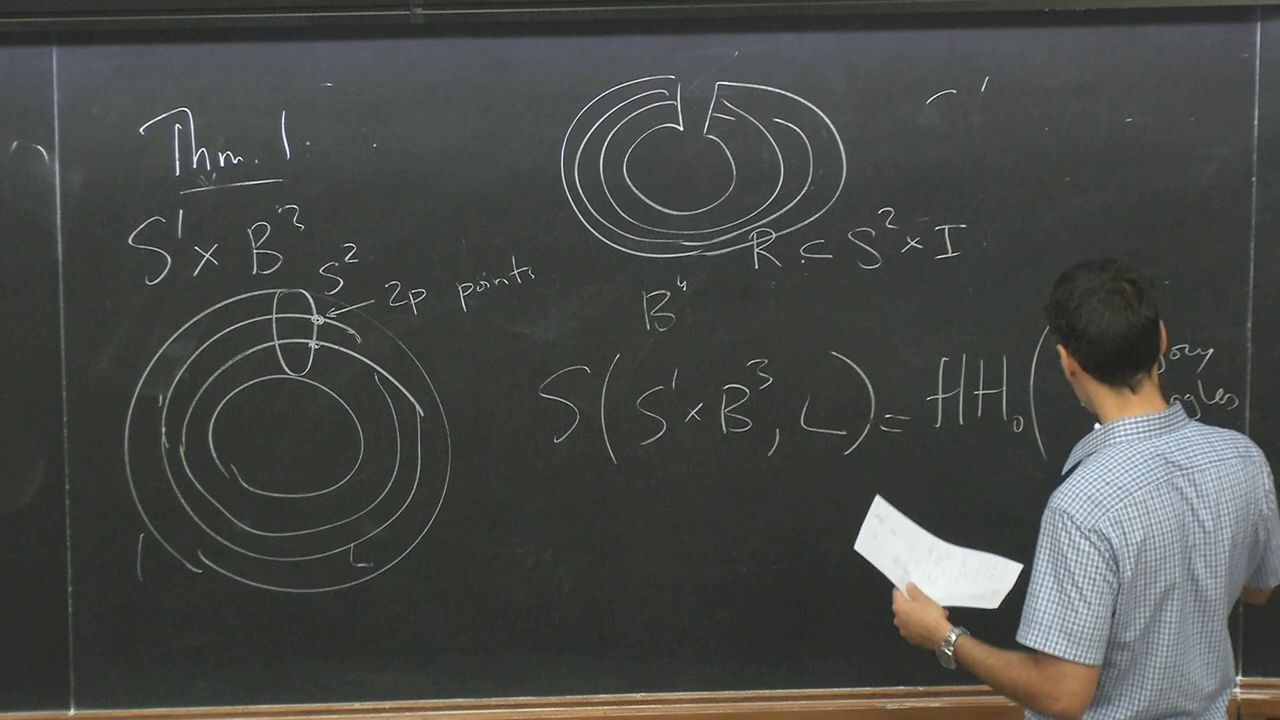 Thm. 1.
S¹ × B³
S²
2p points
L
R ⊂ S² × I
B⁴
S(S¹ × B³, L) = HH₀(